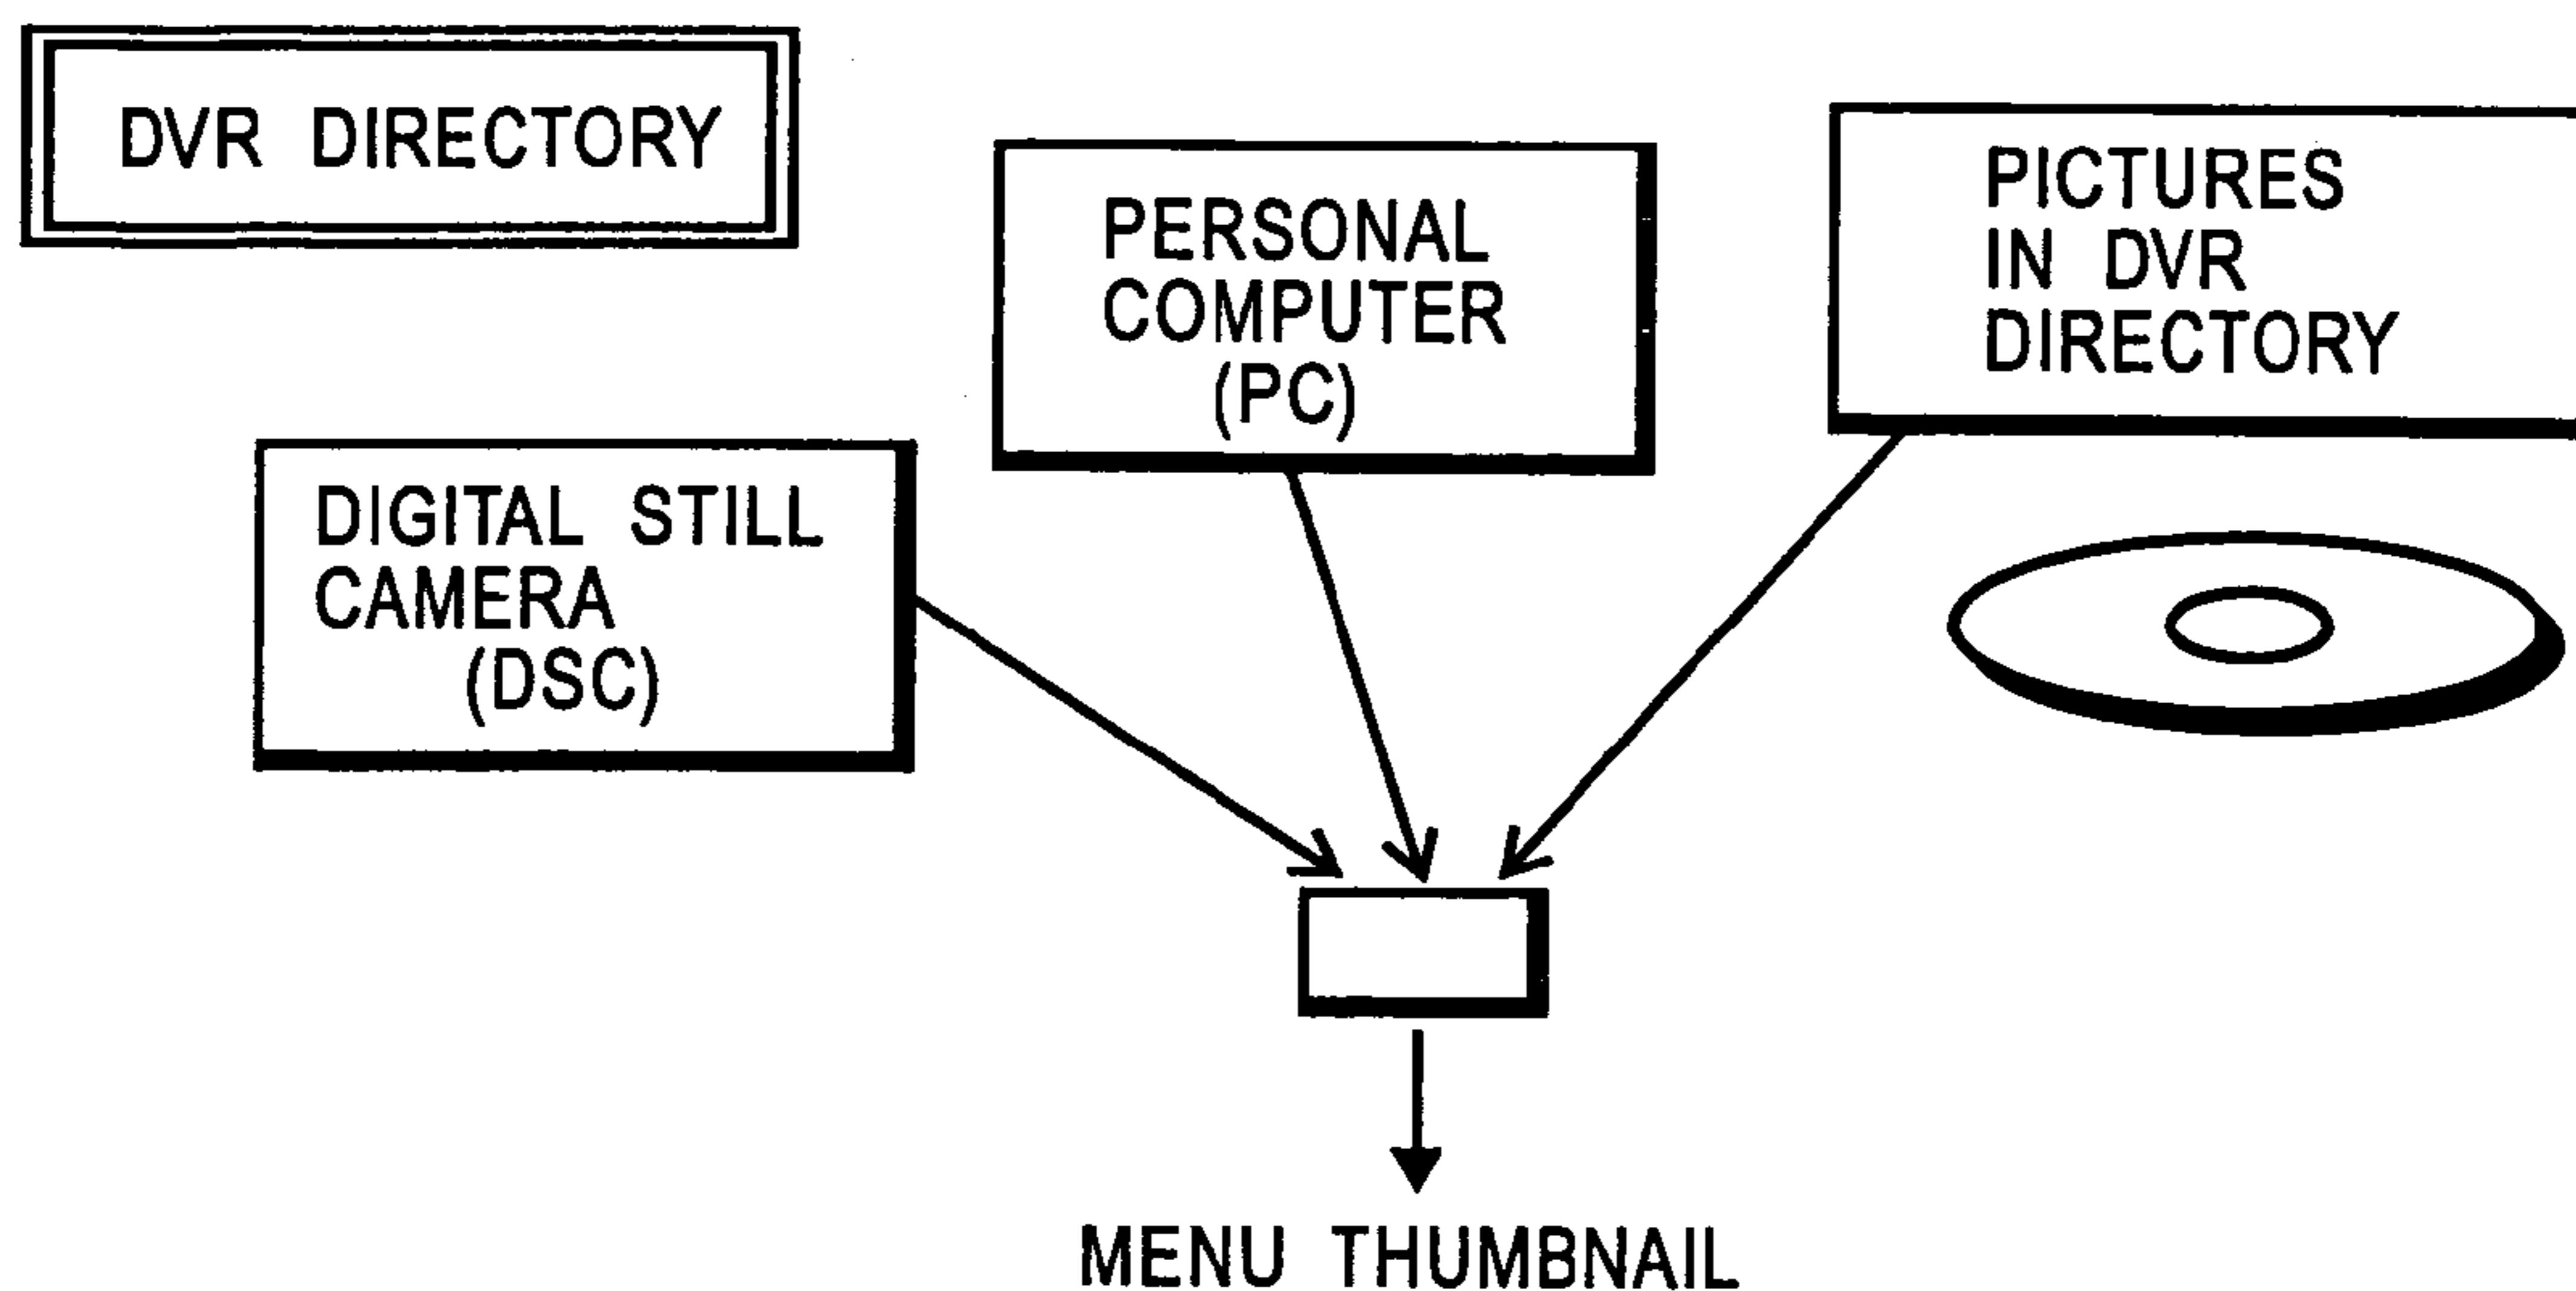 DVR DIRECTORY
PERSONAL
COMPUTER
(PC)
PICTURES
IN DVR
DIRECTORY
DIGITAL STILL
CAMERA
(DSC)
MENU THUMBNAIL